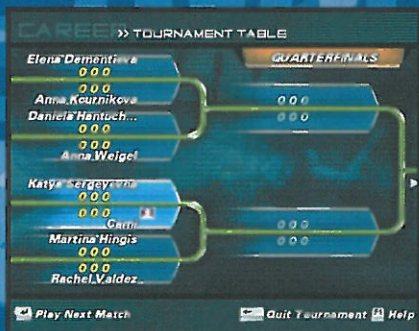 CAREER >> TOURNAMENT TABLE
QUARTERFINALS
Elena Dementieva
0 0 0
0 0 0
Anna Kournikova
Daniela Hantuch...
0 0 0
0 0 0
Anna Weigel
Katya Sergeyevna
0 0 0
0 0 0
Cami
Martina Hingis
0 0 0
0 0 0
Rachel Valdez
0 0 0
0 0 0
0 0 0
0 0 0
Play Next Match
Quit Tournament
Help